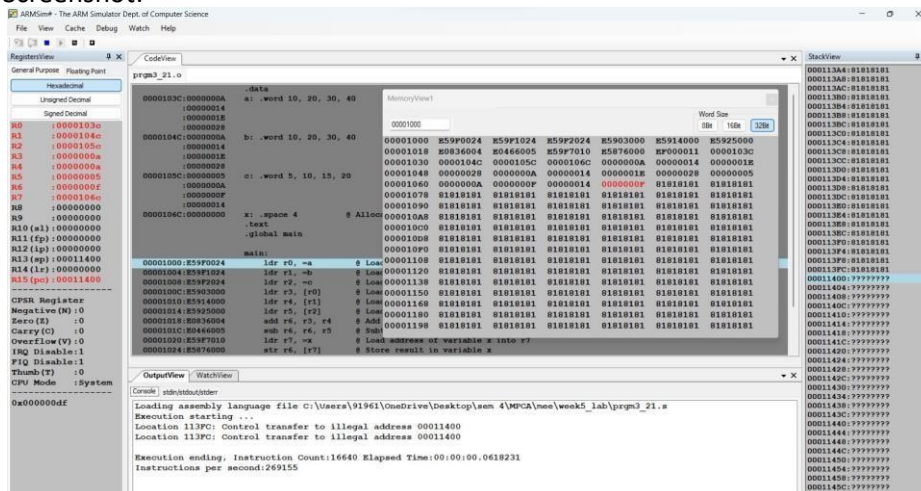 Screenshot:
ARMSim# - The ARM Simulator Dept. of Computer Science
File View Cache Debug Watch Help
RegistersView
General Purpose Floating Point
Hexadecimal
Unsigned Decimal
Signed Decimal
R0 :0000103c
R1 :0000104c
R2 :0000105c
R3 :0000000a
R4 :0000000a
R5 :00000005
R6 :0000000f
R7 :0000106c
R8 :00000000
R9 :00000000
R10(sl):00000000
R11(fp):00000000
R12(ip):00000000
R13(sp):00011400
R14(lr):00000000
R15(pc):00011400
CPSR Register
Negative(N):0
Zero(Z) :0
Carry(C) :0
Overflow(V):0
IRQ Disable:1
FIQ Disable:1
Thumb(T) :0
CPU Mode :System
0x000000df
CodeView
prgm3_21.o
.data
0000103C:0000000A a: .word 10, 20, 30, 40
:00000014
:0000001E
:00000028
0000104C:0000000A b: .word 10, 20, 30, 40
:00000014
:0000001E
:00000028
0000105C:00000005 c: .word 5, 10, 15, 20
:0000000A
:0000000F
:00000014
0000106C:00000000 x: .space 4 @ Alloc
.text
.global main
main:
00001000:E59F0024 ldr r0, =a @ Load
00001004:E59F1024 ldr r1, =b @ Load
00001008:E59F2024 ldr r2, =c @ Load
0000100C:E5903000 ldr r3, [r0] @ Load
00001010:E5914000 ldr r4, [r1] @ Load
00001014:E5925000 ldr r5, [r2] @ Load
00001018:E0836004 add r6, r3, r4 @ Add
0000101C:E0466005 sub r6, r6, r5 @ Subt
00001020:E59F7010 ldr r7, =x @ Load address of variable x into r7
00001024:E5876000 str r6, [r7] @ Store result in variable x
MemoryView1
00001000
Word Size
8Bit 16Bit 32Bit
00001000 E59F0024 E59F1024 E59F2024 E5903000 E5914000 E5925000
00001018 E0836004 E0466005 E59F7010 E5876000 EF000011 0000103C
00001030 0000104C 0000105C 0000106C 0000000A 00000014 0000001E
00001048 00000028 0000000A 00000014 0000001E 00000028 00000005
00001060 0000000A 0000000F 00000014 0000000F 81818181 81818181
00001078 81818181 81818181 81818181 81818181 81818181 81818181
00001090 81818181 81818181 81818181 81818181 81818181 81818181
000010A8 81818181 81818181 81818181 81818181 81818181 81818181
000010C0 81818181 81818181 81818181 81818181 81818181 81818181
000010D8 81818181 81818181 81818181 81818181 81818181 81818181
000010F0 81818181 81818181 81818181 81818181 81818181 81818181
00001108 81818181 81818181 81818181 81818181 81818181 81818181
00001120 81818181 81818181 81818181 81818181 81818181 81818181
00001138 81818181 81818181 81818181 81818181 81818181 81818181
00001150 81818181 81818181 81818181 81818181 81818181 81818181
00001168 81818181 81818181 81818181 81818181 81818181 81818181
00001180 81818181 81818181 81818181 81818181 81818181 81818181
00001198 81818181 81818181 81818181 81818181 81818181 81818181
OutputView WatchView
Console stdin/stdout/stderr
Loading assembly language file C:\Users\91961\OneDrive\Desktop\sem 4\MPCA\mee\week5_lab\prgm3_21.s
Execution starting ...
Location 113FC: Control transfer to illegal address 00011400
Location 113FC: Control transfer to illegal address 00011400
Execution ending, Instruction Count:16640 Elapsed Time:00:00:00.0618231
Instructions per second:269155
StackView
000113A4:81818181
000113A8:81818181
000113AC:81818181
000113B0:81818181
000113B4:81818181
000113B8:81818181
000113BC:81818181
000113C0:81818181
000113C4:81818181
000113C8:81818181
000113CC:81818181
000113D0:81818181
000113D4:81818181
000113D8:81818181
000113DC:81818181
000113E0:81818181
000113E4:81818181
000113E8:81818181
000113EC:81818181
000113F0:81818181
000113F4:81818181
000113F8:81818181
000113FC:81818181
00011400:????????
00011404:????????
00011408:????????
0001140C:????????
00011410:????????
00011414:????????
00011418:????????
0001141C:????????
00011420:????????
00011424:????????
00011428:????????
0001142C:????????
00011430:????????
00011434:????????
00011438:????????
0001143C:????????
00011440:????????
00011444:????????
00011448:????????
0001144C:????????
00011450:????????
00011454:????????
00011458:????????
0001145C:????????